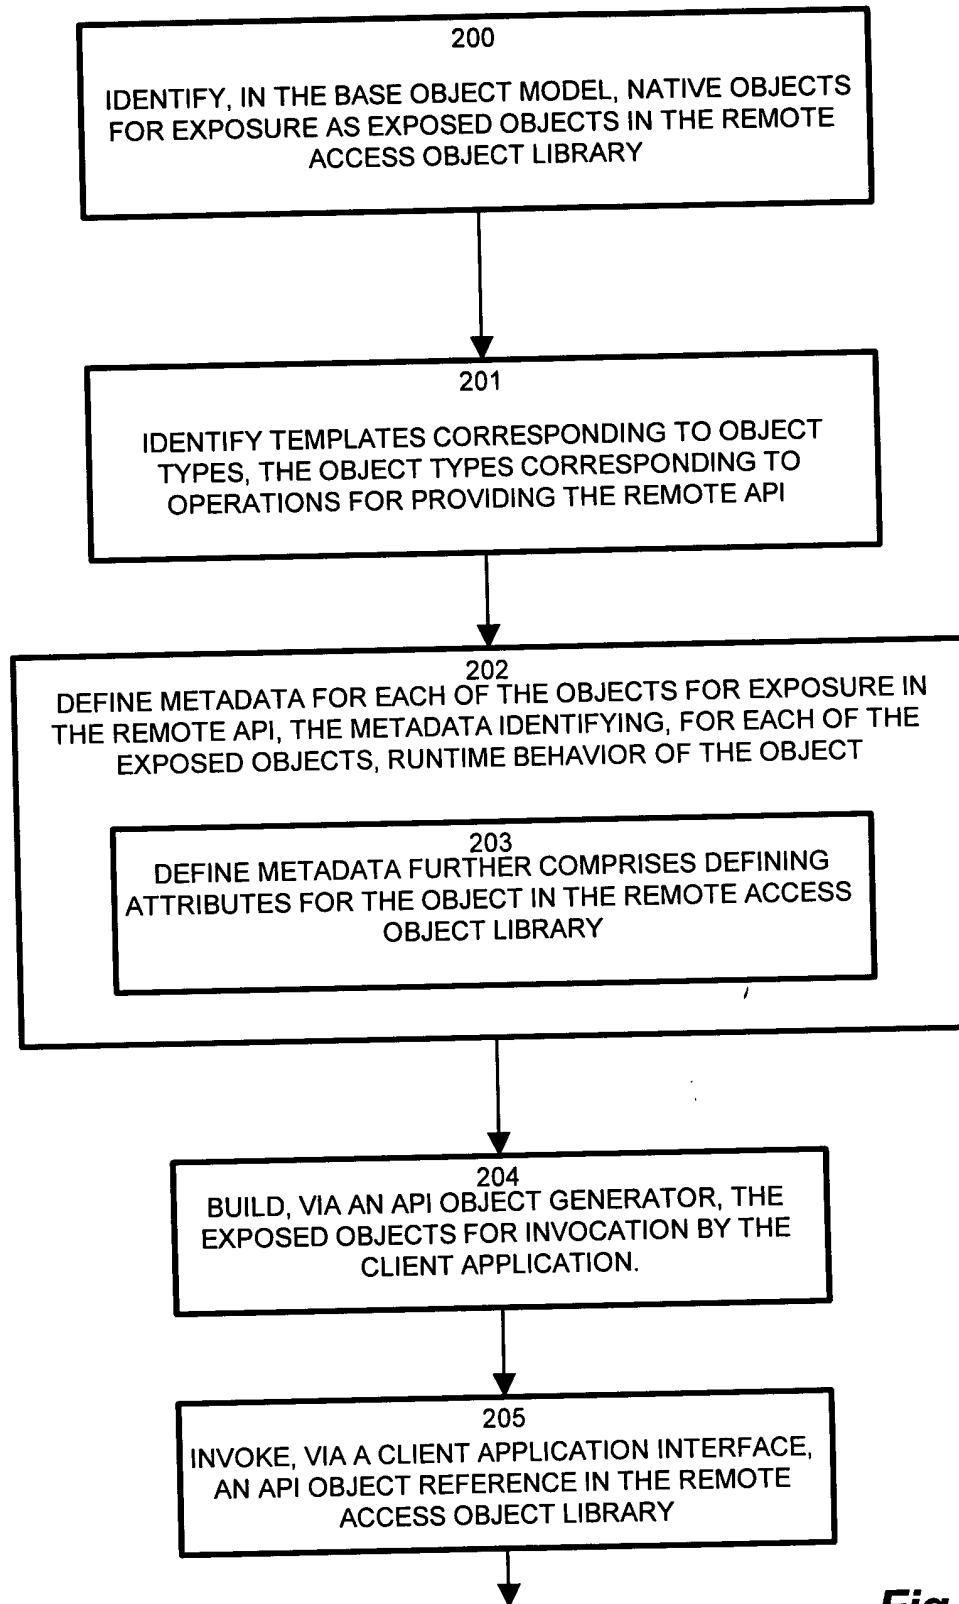 200
IDENTIFY, IN THE BASE OBJECT MODEL, NATIVE OBJECTS
FOR EXPOSURE AS EXPOSED OBJECTS IN THE REMOTE
ACCESS OBJECT LIBRARY
201
IDENTIFY TEMPLATES CORRESPONDING TO OBJECT
TYPES, THE OBJECT TYPES CORRESPONDING TO
OPERATIONS FOR PROVIDING THE REMOTE API
202
DEFINE METADATA FOR EACH OF THE OBJECTS FOR EXPOSURE IN
THE REMOTE API, THE METADATA IDENTIFYING, FOR EACH OF THE
EXPOSED OBJECTS, RUNTIME BEHAVIOR OF THE OBJECT
203
DEFINE METADATA FURTHER COMPRISES DEFINING
ATTRIBUTES FOR THE OBJECT IN THE REMOTE ACCESS
OBJECT LIBRARY
204
BUILD, VIA AN API OBJECT GENERATOR, THE
EXPOSED OBJECTS FOR INVOCATION BY THE
CLIENT APPLICATION.
205
INVOKE, VIA A CLIENT APPLICATION INTERFACE,
AN API OBJECT REFERENCE IN THE REMOTE
ACCESS OBJECT LIBRARY